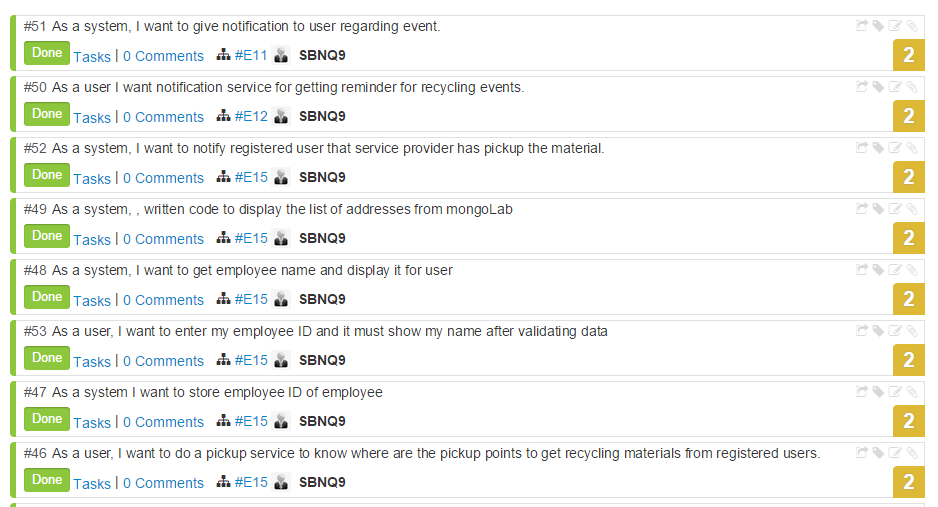 #51 As a system, I want to give notification to user regarding event.
Done Tasks | 0 Comments #E11 SBNQ9 2
#50 As a user I want notification service for getting reminder for recycling events.
Done Tasks | 0 Comments #E12 SBNQ9 2
#52 As a system, I want to notify registered user that service provider has pickup the material.
Done Tasks | 0 Comments #E15 SBNQ9 2
#49 As a system, , written code to display the list of addresses from mongoLab
Done Tasks | 0 Comments #E15 SBNQ9 2
#48 As a system, I want to get employee name and display it for user
Done Tasks | 0 Comments #E15 SBNQ9 2
#53 As a user, I want to enter my employee ID and it must show my name after validating data
Done Tasks | 0 Comments #E15 SBNQ9 2
#47 As a system I want to store employee ID of employee
Done Tasks | 0 Comments #E15 SBNQ9 2
#46 As a user, I want to do a pickup service to know where are the pickup points to get recycling materials from registered users.
Done Tasks | 0 Comments #E15 SBNQ9 2